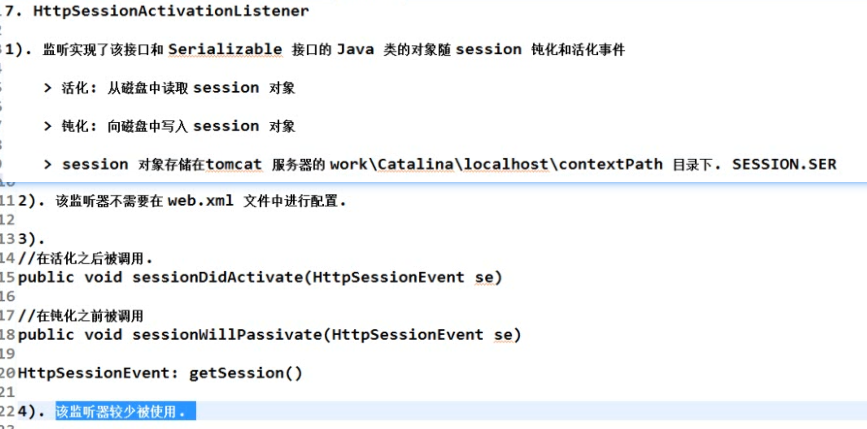 7. HttpSessionActivationListener
1). 监听实现了该接口和 Serializable 接口的 Java 类的对象随 session 钝化和活化事件
> 活化: 从磁盘中读取 session 对象
> 钝化: 向磁盘中写入 session 对象
> session 对象存储在tomcat 服务器的 work\Catalina\localhost\contextPath 目录下. SESSION.SER
11 2). 该监听器不需要在 web.xml 文件中进行配置.
12
13 3).
14 //在活化之后被调用.
15 public void sessionDidActivate(HttpSessionEvent se)
16
17 //在钝化之前被调用
18 public void sessionWillPassivate(HttpSessionEvent se)
19
20 HttpSessionEvent: getSession()
21
22 4). 该监听器较少被使用.